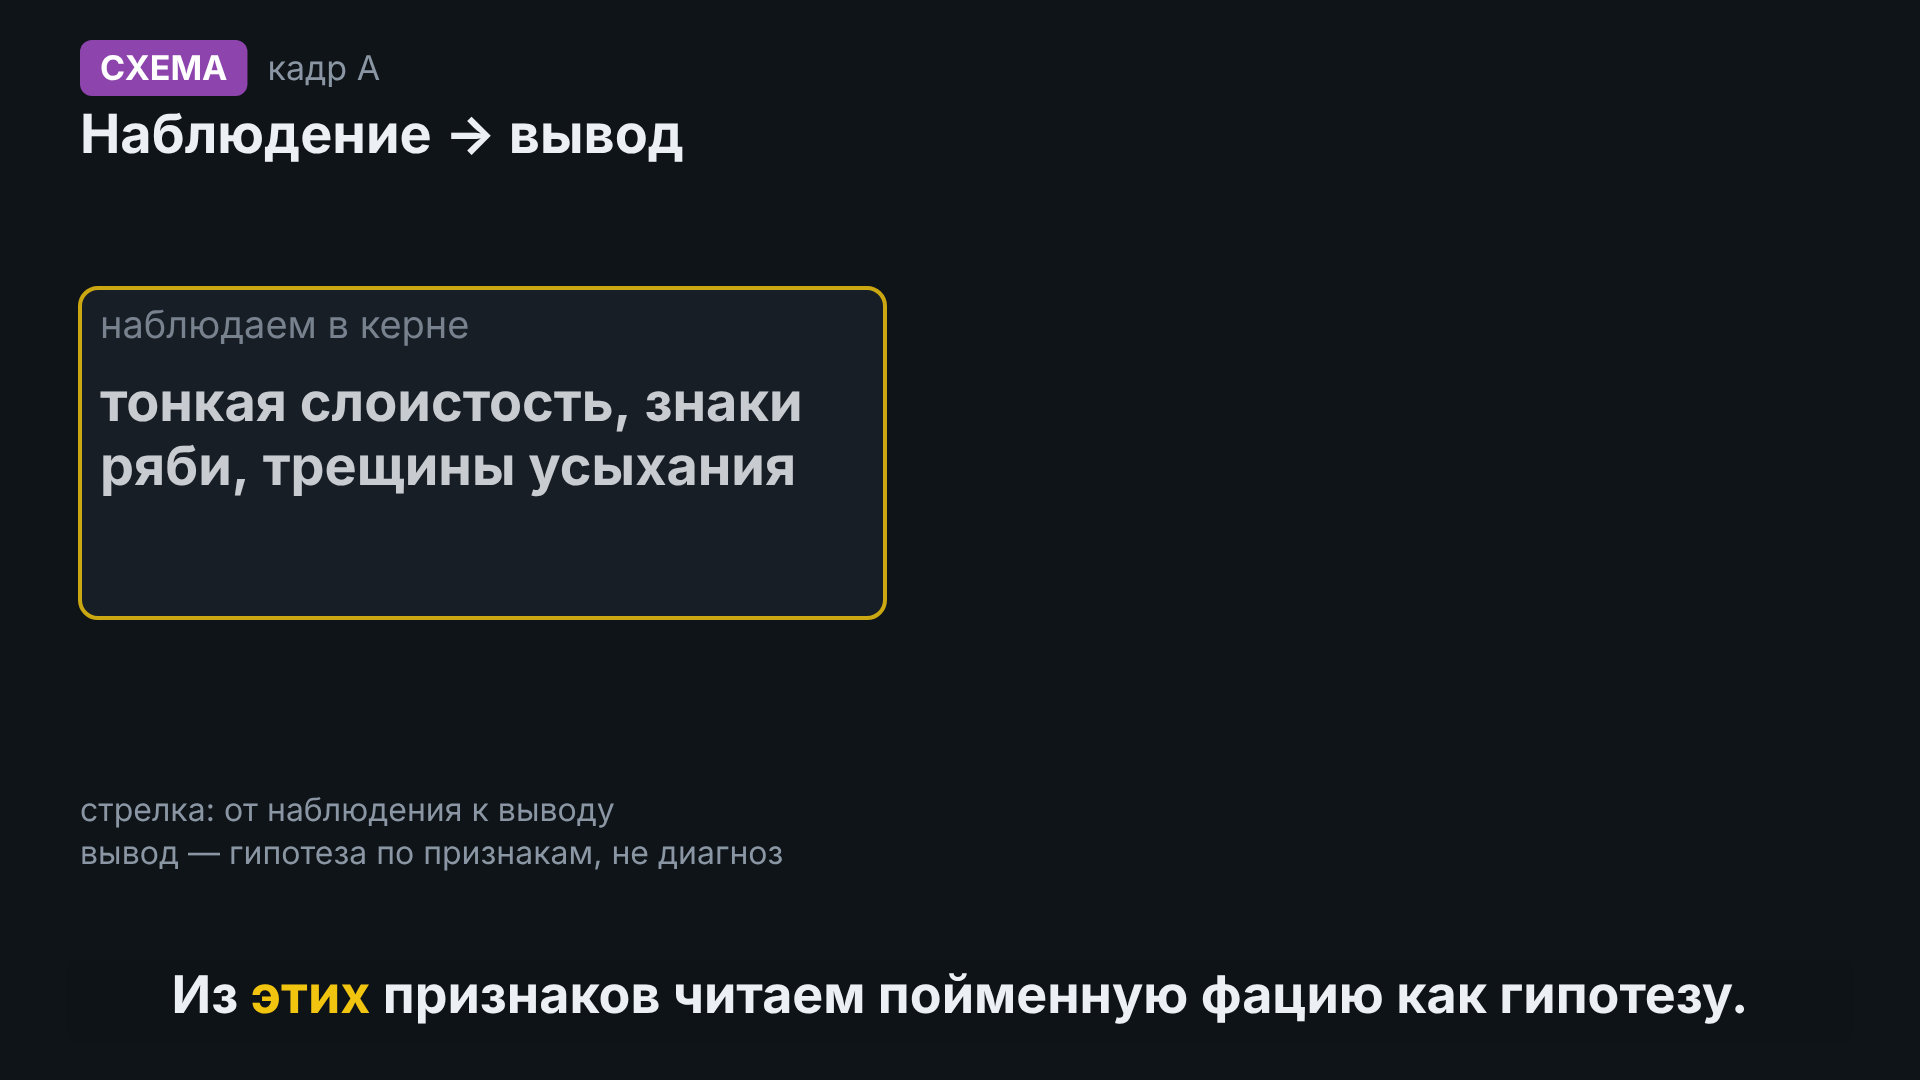 СХЕМА кадр А
Наблюдение → вывод
наблюдаем в керне
тонкая слоистость, знаки
ряби, трещины усыхания
стрелка: от наблюдения к выводу
вывод — гипотеза по признакам, не диагноз
Из этих признаков читаем пойменную фацию как гипотезу.